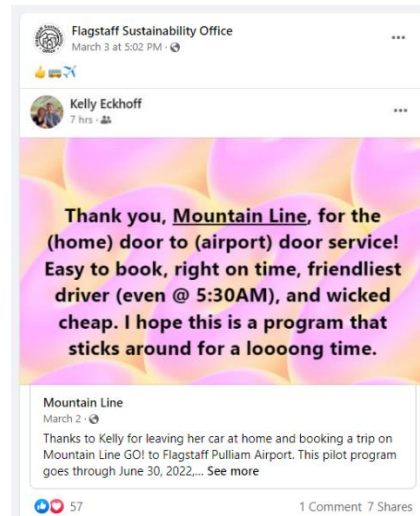 Flagstaff Sustainability Office
March 3 at 5:02 PM ·
👍🚌✈️
Kelly Eckhoff
7 hrs ·
Thank you, Mountain Line, for the
(home) door to (airport) door service!
Easy to book, right on time, friendliest
driver (even @ 5:30AM), and wicked
cheap. I hope this is a program that
sticks around for a loooong time.
Mountain Line
March 2 ·
Thanks to Kelly for leaving her car at home and booking a trip on
Mountain Line GO! to Flagstaff Pulliam Airport. This pilot program
goes through June 30, 2022,... See more
57
1 Comment 7 Shares